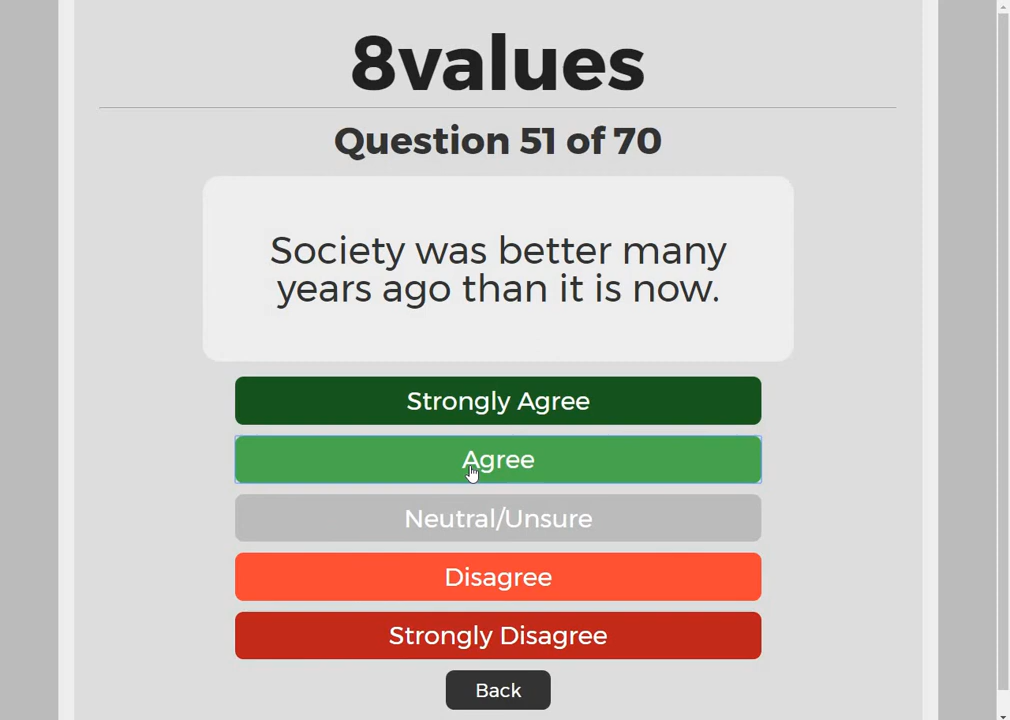 8values
Question 51 of 70
Society was better many
years ago than it is now.
Strongly Agree
Agree
Neutral/Unsure
Disagree
Strongly Disagree
Back